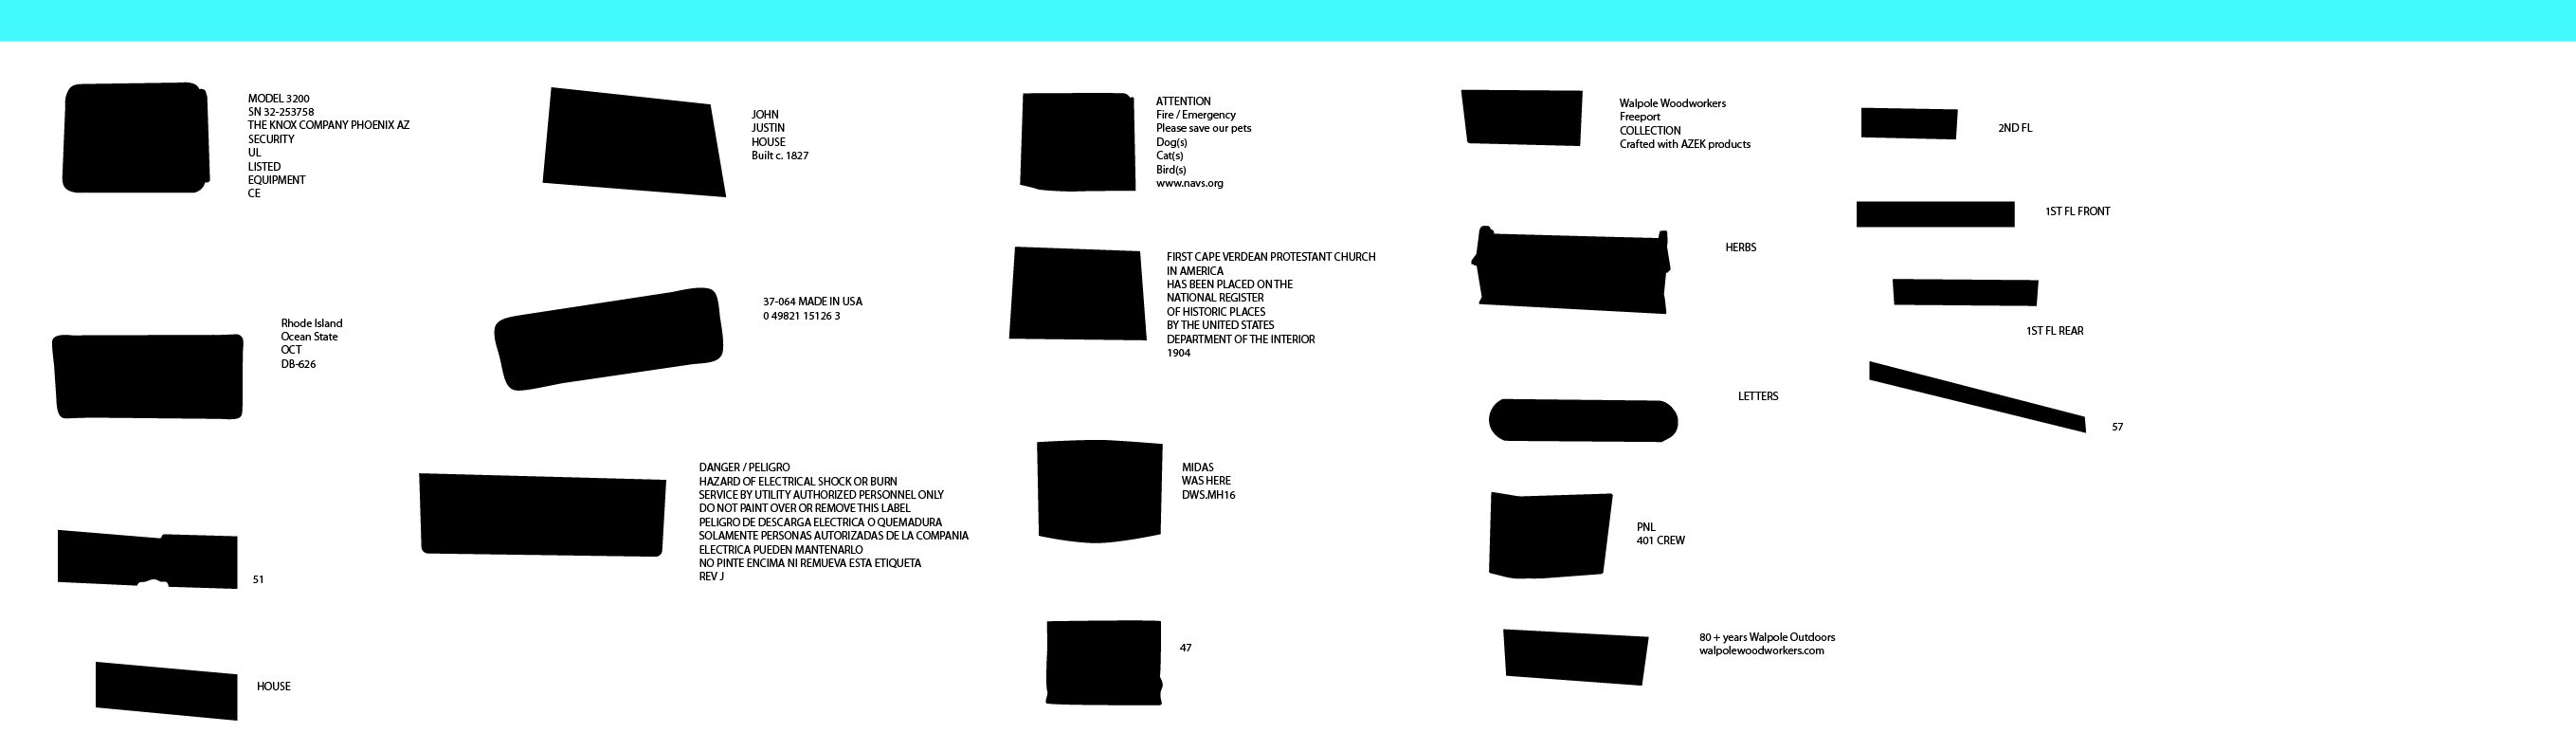 MODEL 3200
SN 32-253758
THE KNOX COMPANY PHOENIX AZ
SECURITY
UL
LISTED
EQUIPMENT
CE
Rhode Island
Ocean State
OCT
DB-626
51
HOUSE
JOHN
JUSTIN
HOUSE
Built c. 1827
37-064 MADE IN USA
0 49821 15126 3
DANGER / PELIGRO
HAZARD OF ELECTRICAL SHOCK OR BURN
SERVICE BY UTILITY AUTHORIZED PERSONNEL ONLY
DO NOT PAINT OVER OR REMOVE THIS LABEL
PELIGRO DE DESCARGA ELECTRICA O QUEMADURA
SOLAMENTE PERSONAS AUTORIZADAS DE LA COMPANIA
ELECTRICA PUEDEN MANTENARLO
NO PINTE ENCIMA NI REMUEVA ESTA ETIQUETA
REV J
ATTENTION
Fire / Emergency
Please save our pets
Dog(s)
Cat(s)
Bird(s)
www.navs.org
FIRST CAPE VERDEAN PROTESTANT CHURCH
IN AMERICA
HAS BEEN PLACED ON THE
NATIONAL REGISTER
OF HISTORIC PLACES
BY THE UNITED STATES
DEPARTMENT OF THE INTERIOR
1904
MIDAS
WAS HERE
DWS.MH16
47
Walpole Woodworkers
Freeport
COLLECTION
Crafted with AZEK products
HERBS
LETTERS
PNL
401 CREW
80 + years Walpole Outdoors
walpolewoodworkers.com
2ND FL
1ST FL FRONT
1ST FL REAR
57